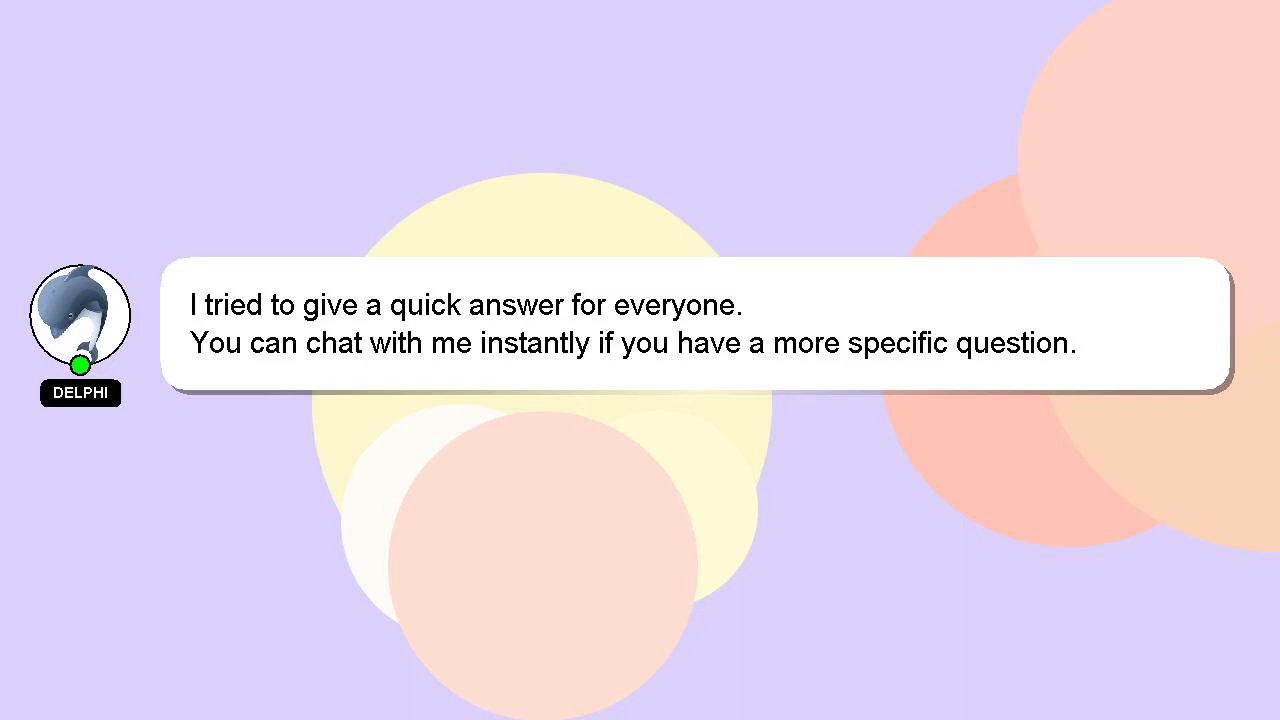 I tried to give a quick answer for everyone.
You can chat with me instantly if you have a more specific question.
DELPHI